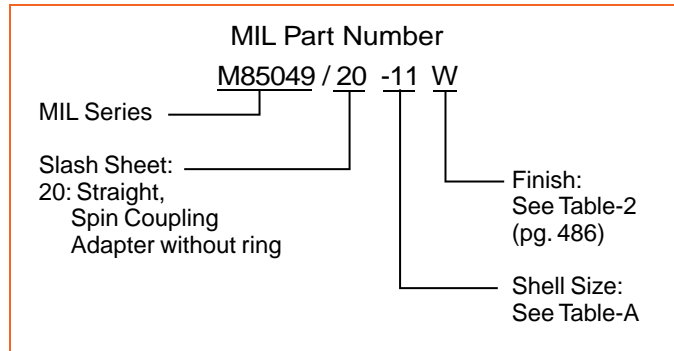 MIL Part Number
M85049 / 20 -11 W
MIL Series
Slash Sheet:
20: Straight,
Spin Coupling
Adapter without ring
Finish:
See Table-2
(pg. 486)
Shell Size:
See Table-A